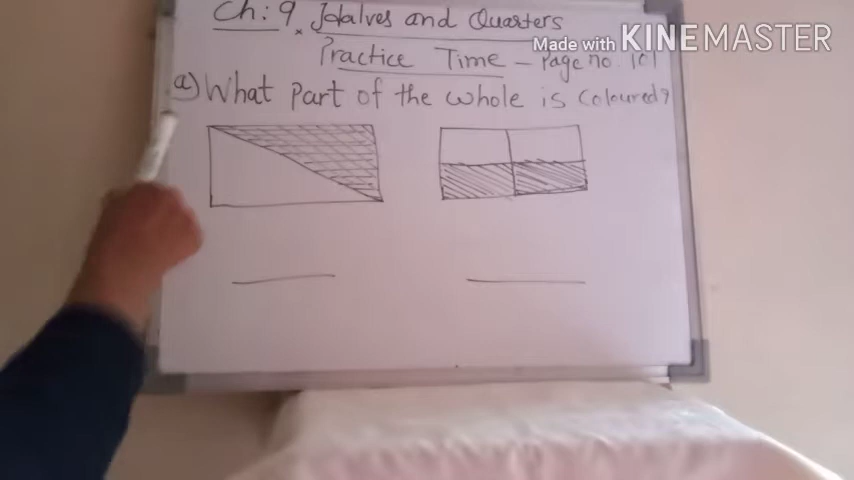 Ch: 9. Halves and Quarters
Made with KINEMASTER
Practice Time - Page no. 101
a) What part of the whole is coloured?